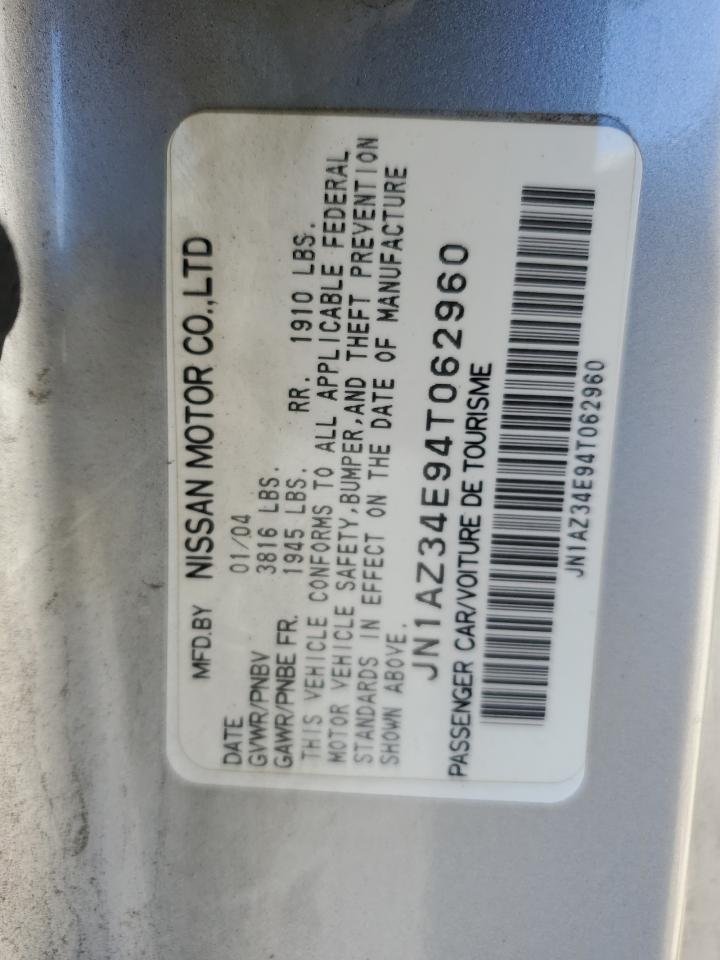 MFD.BY NISSAN MOTOR CO.,LTD
DATE 01/04
GVWR/PNBV 3816 LBS.
GAWR/PNBE FR. 1945 LBS. RR. 1910 LBS.
THIS VEHICLE CONFORMS TO ALL APPLICABLE FEDERAL
MOTOR VEHICLE SAFETY,BUMPER,AND THEFT PREVENTION
STANDARDS IN EFFECT ON THE DATE OF MANUFACTURE
SHOWN ABOVE.
JN1AZ34E94T062960
PASSENGER CAR/VOITURE DE TOURISME
JN1AZ34E94T062960